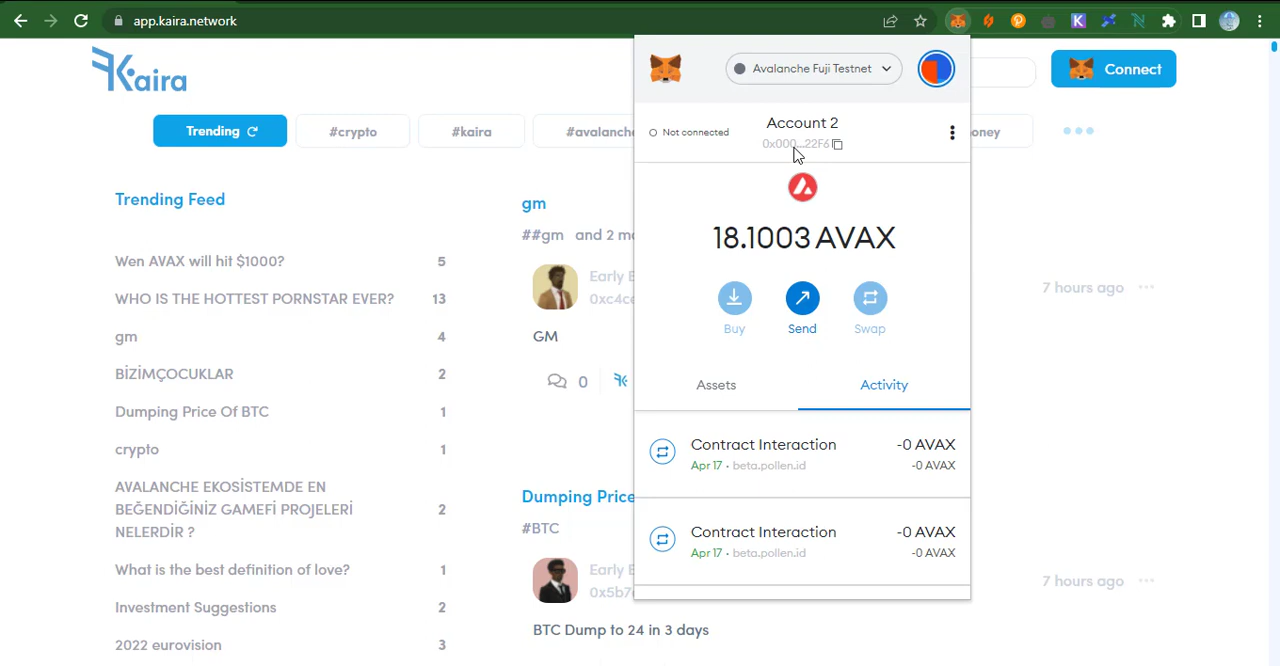 app.kaira.network
K
N
Kaira
Connect
Trending
#crypto
#kaira
#avalanche
oney
Trending Feed
Wen AVAX will hit $1000? 5
WHO IS THE HOTTEST PORNSTAR EVER? 13
gm 4
BİZİMÇOCUKLAR 2
Dumping Price Of BTC 1
crypto 1
AVALANCHE EKOSİSTEMDE EN
BEĞENDİĞİNİZ GAMEFİ PROJELERİ 2
NELERDİR ?
What is the best definition of love? 1
Investment Suggestions 2
2022 eurovision 3
gm
##gm and 2 mo
Early E
0xc4ce
7 hours ago
GM
0
Dumping Price
#BTC
Early E
0x5b7
7 hours ago
BTC Dump to 24 in 3 days
Avalanche Fuji Testnet
Not connected
Account 2
0x000...22F6
18.1003 AVAX
Buy
Send
Swap
Assets
Activity
Contract Interaction -0 AVAX
Apr 17 · beta.pollen.id -0 AVAX
Contract Interaction -0 AVAX
Apr 17 · beta.pollen.id -0 AVAX